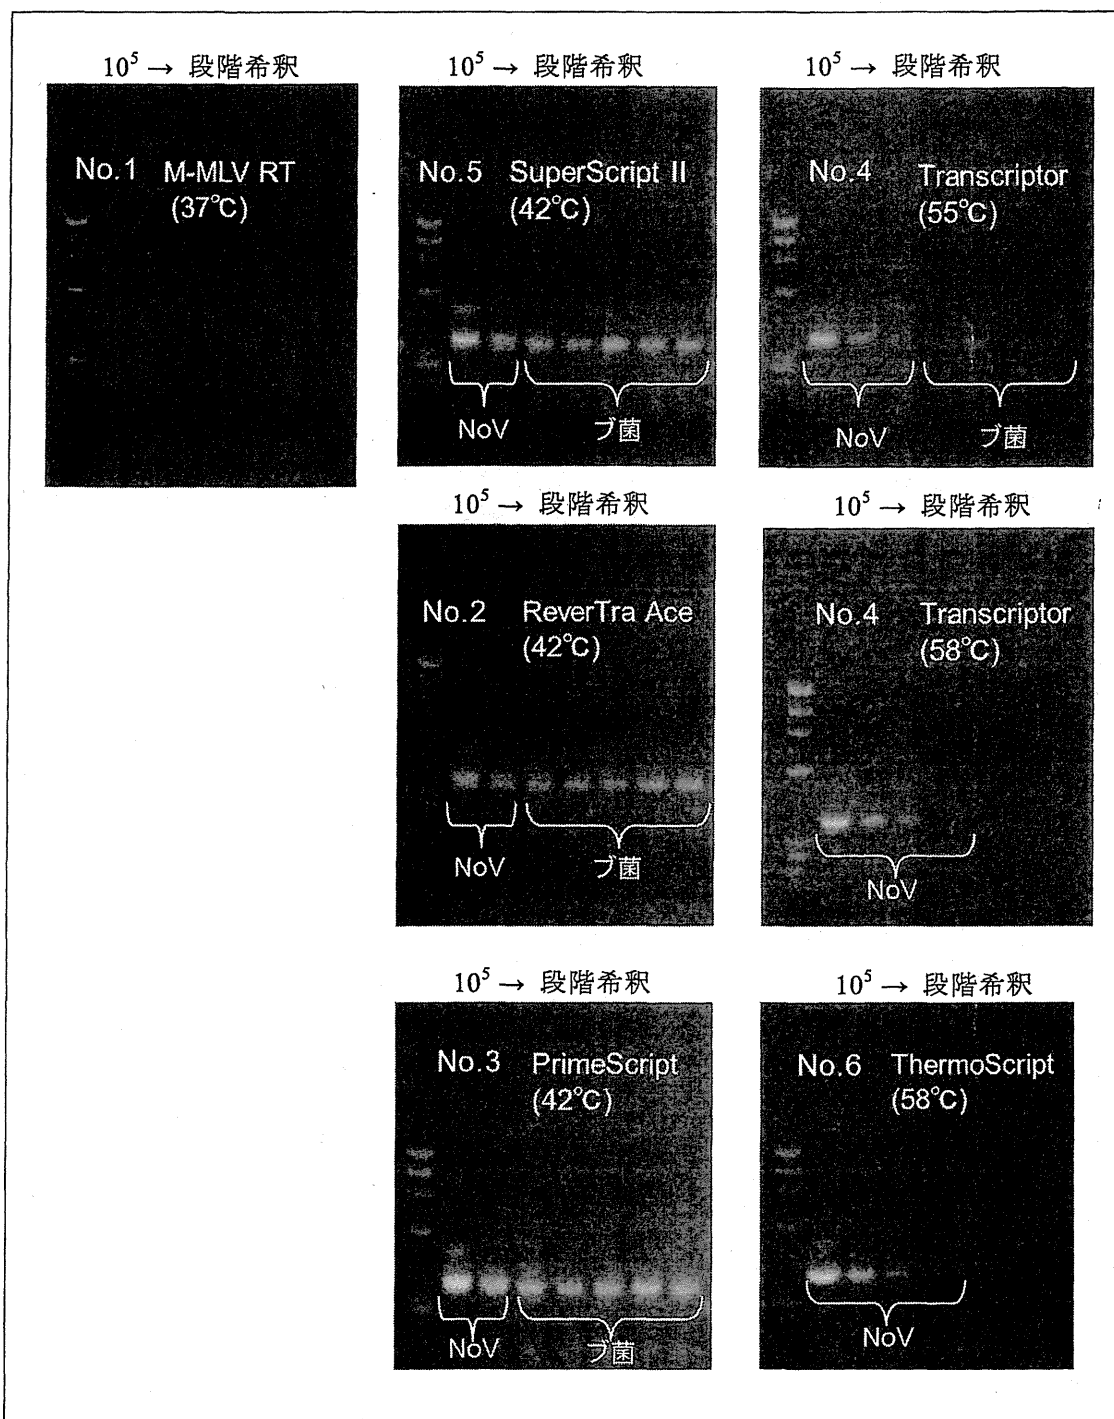 10⁵ → 段階希釈
No.1 M-MLV RT
(37℃)
10⁵ → 段階希釈
No.5 SuperScript II
(42℃)
NoV ブ菌
10⁵ → 段階希釈
No.4 Transcriptor
(55℃)
NoV ブ菌
10⁵ → 段階希釈
No.2 ReverTra Ace
(42℃)
NoV ブ菌
10⁵ → 段階希釈
No.4 Transcriptor
(58℃)
NoV
10⁵ → 段階希釈
No.3 PrimeScript
(42℃)
NoV ブ菌
10⁵ → 段階希釈
No.6 ThermoScript
(58℃)
NoV